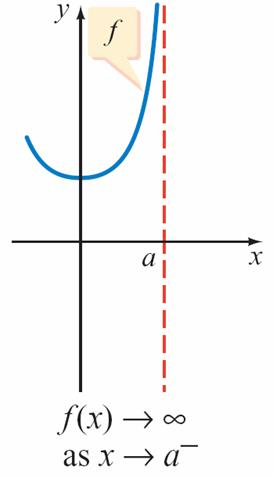 y
f
a
x
f(x) → ∞
as x → a⁻